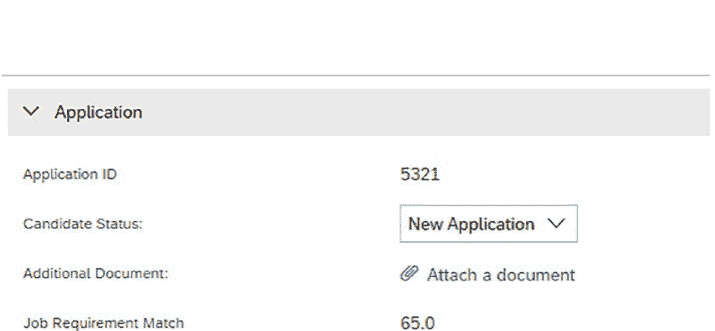 Application
Application ID 5321
Candidate Status: New Application
Additional Document: Attach a document
Job Requirement Match 65.0